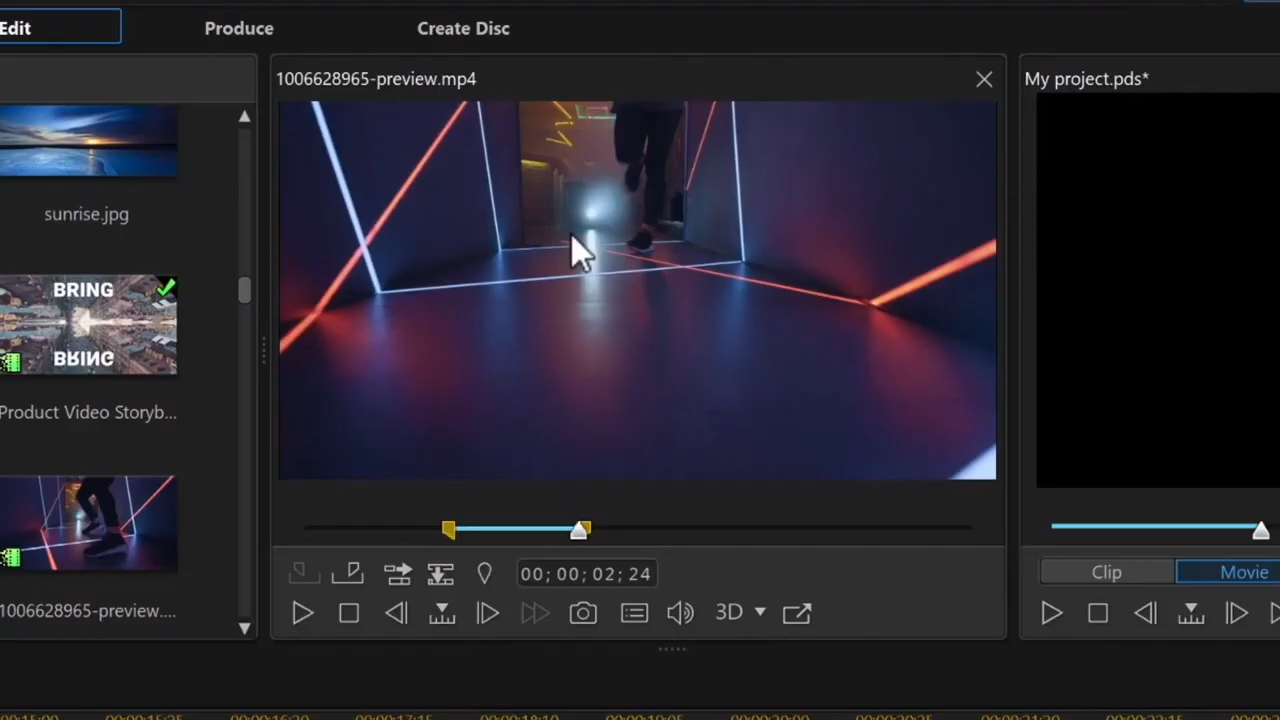 Edit
Produce
Create Disc
1006628965-preview.mp4
My project.pds*
sunrise.jpg
BRING
BRING
Product Video Storyb...
1006628965-preview....
00; 00; 02; 24
Clip
Movie
3D